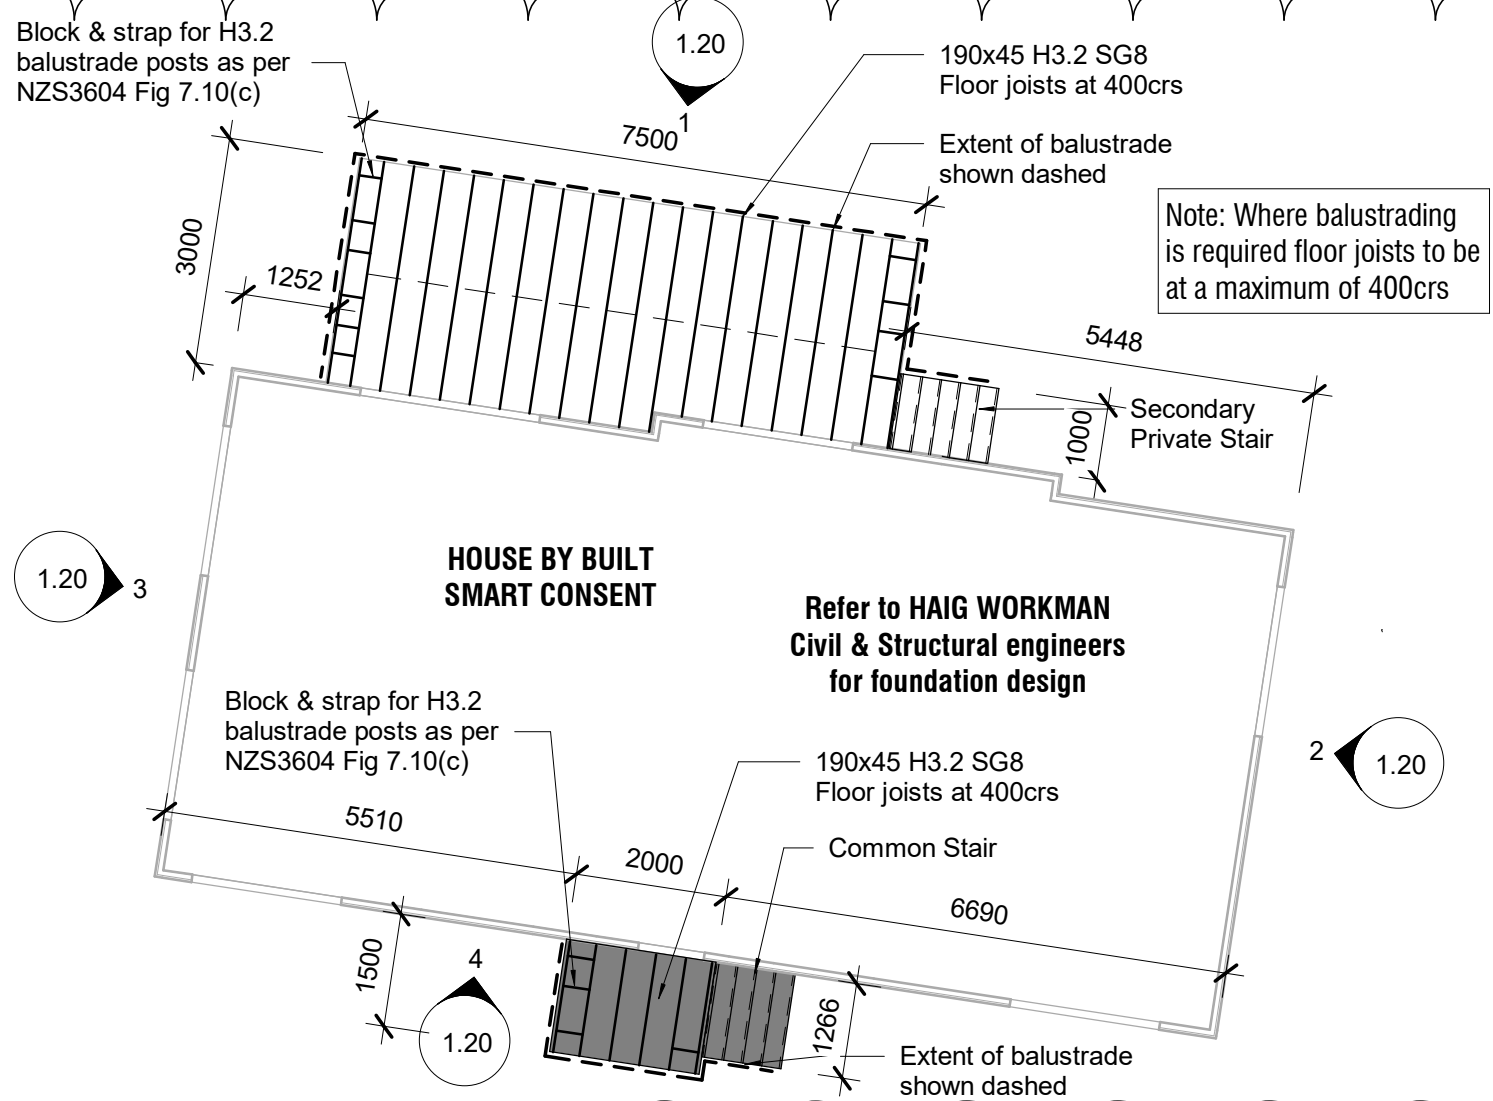 Block & strap for H3.2
balustrade posts as per
NZS3604 Fig 7.10(c)
1.20
1
190x45 H3.2 SG8
Floor joists at 400crs
7500
Extent of balustrade
shown dashed
Note: Where balustrading
is required floor joists to be
at a maximum of 400crs
3000
1252
5448
Secondary
Private Stair
1000
HOUSE BY BUILT
SMART CONSENT
1.20
3
Refer to HAIG WORKMAN
Civil & Structural engineers
for foundation design
Block & strap for H3.2
balustrade posts as per
NZS3604 Fig 7.10(c)
190x45 H3.2 SG8
Floor joists at 400crs
2
1.20
5510
2000
Common Stair
6690
1500
4
1.20
1266
Extent of balustrade
shown dashed